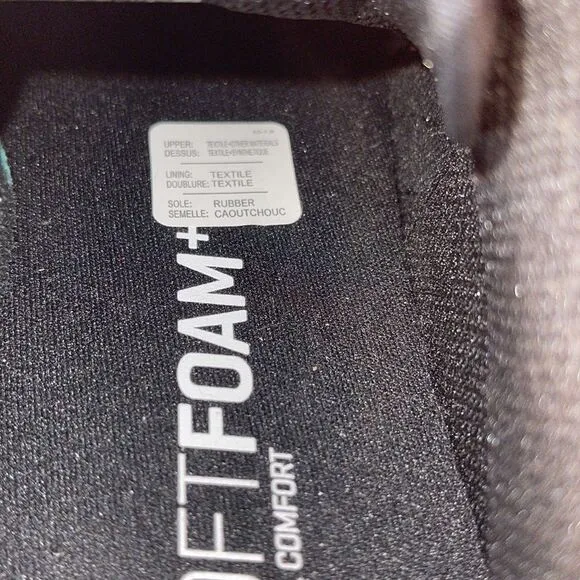 UPPER: TEXTILE+OTHER MATERIALS
DESSUS: TEXTILE+SYNTHETIQUE
LINING: TEXTILE
DOUBLURE: TEXTILE
SOLE: RUBBER
SEMELLE: CAOUTCHOUC
OFTFOAM+
COMFORT